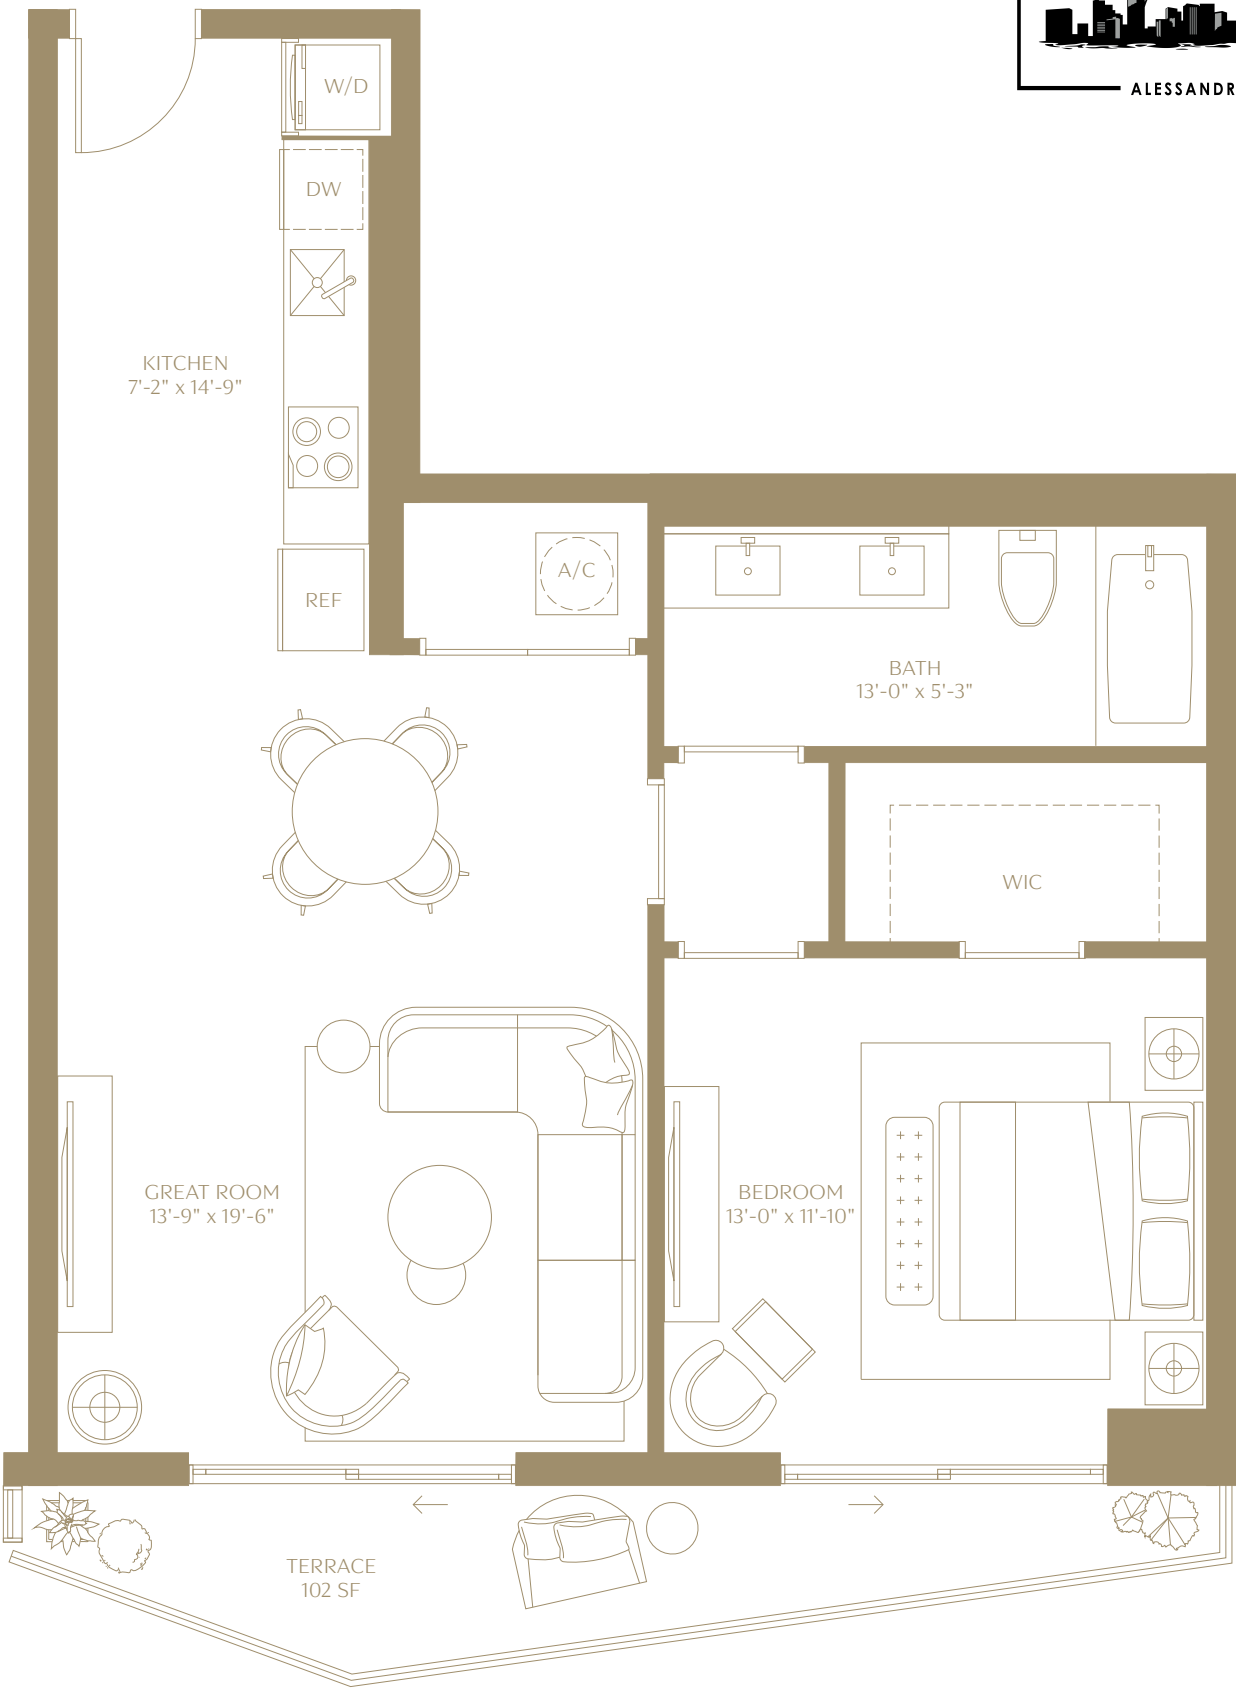 ALESSANDR
W/D
DW
KITCHEN
7'-2" x 14'-9"
A/C
REF
BATH
13'-0" x 5'-3"
WIC
GREAT ROOM
13'-9" x 19'-6"
BEDROOM
13'-0" x 11'-10"
TERRACE
102 SF